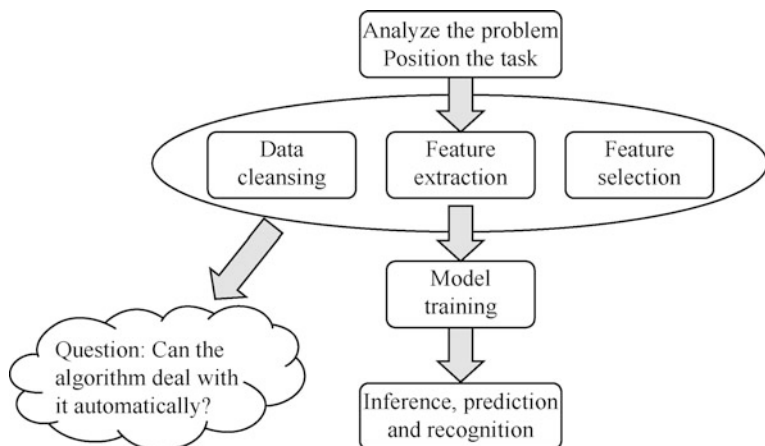 Analyze the problem
Position the task
Data
cleansing
Feature
extraction
Feature
selection
Model
training
Question: Can the
algorithm deal with
it automatically?
Inference, prediction
and recognition